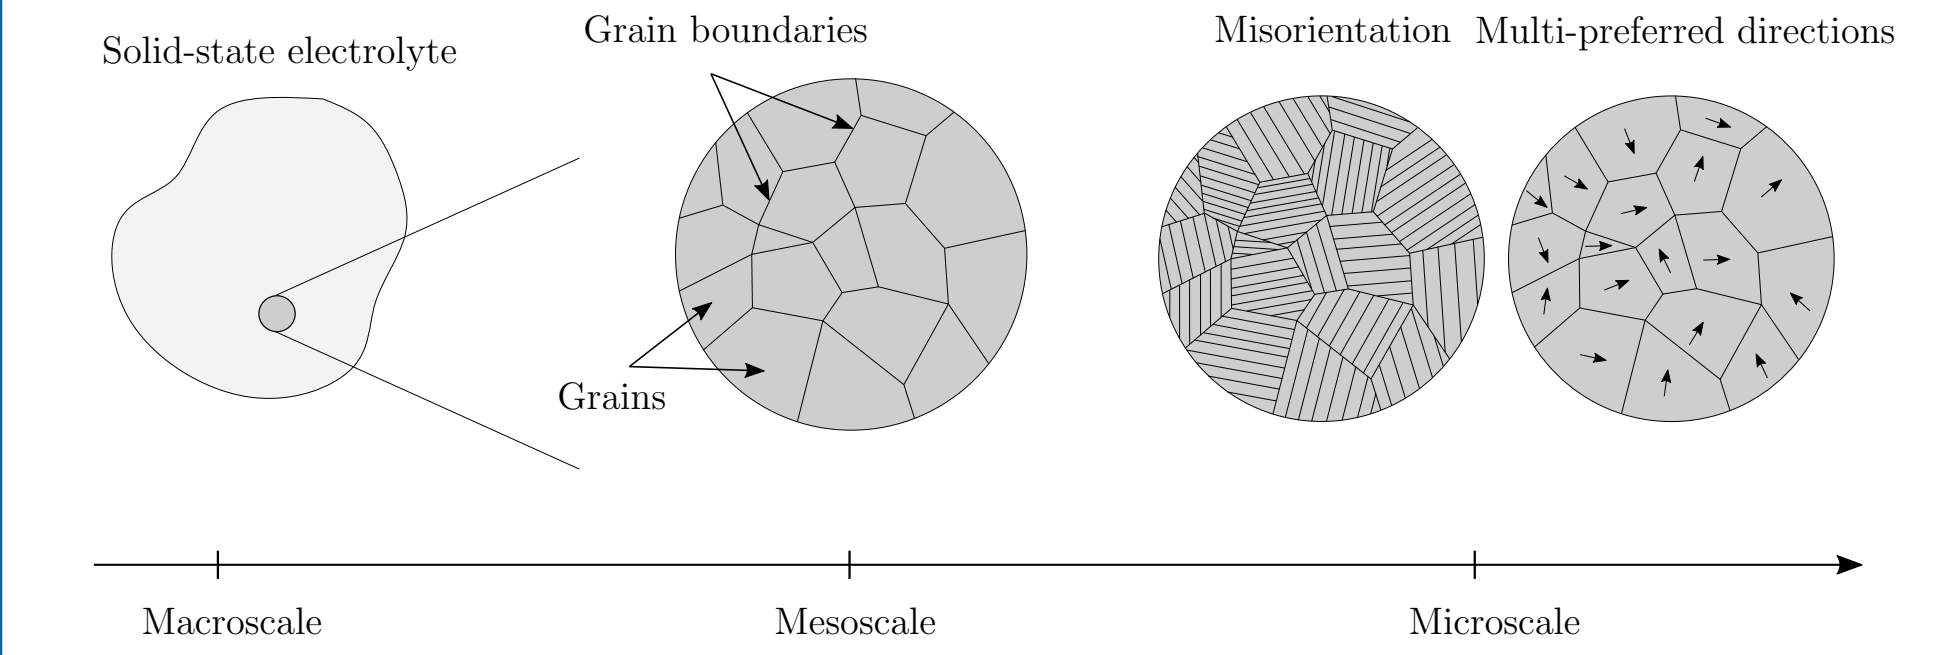 Solid-state electrolyte
Grain boundaries
Grains
Misorientation
Multi-preferred directions
Macroscale
Mesoscale
Microscale